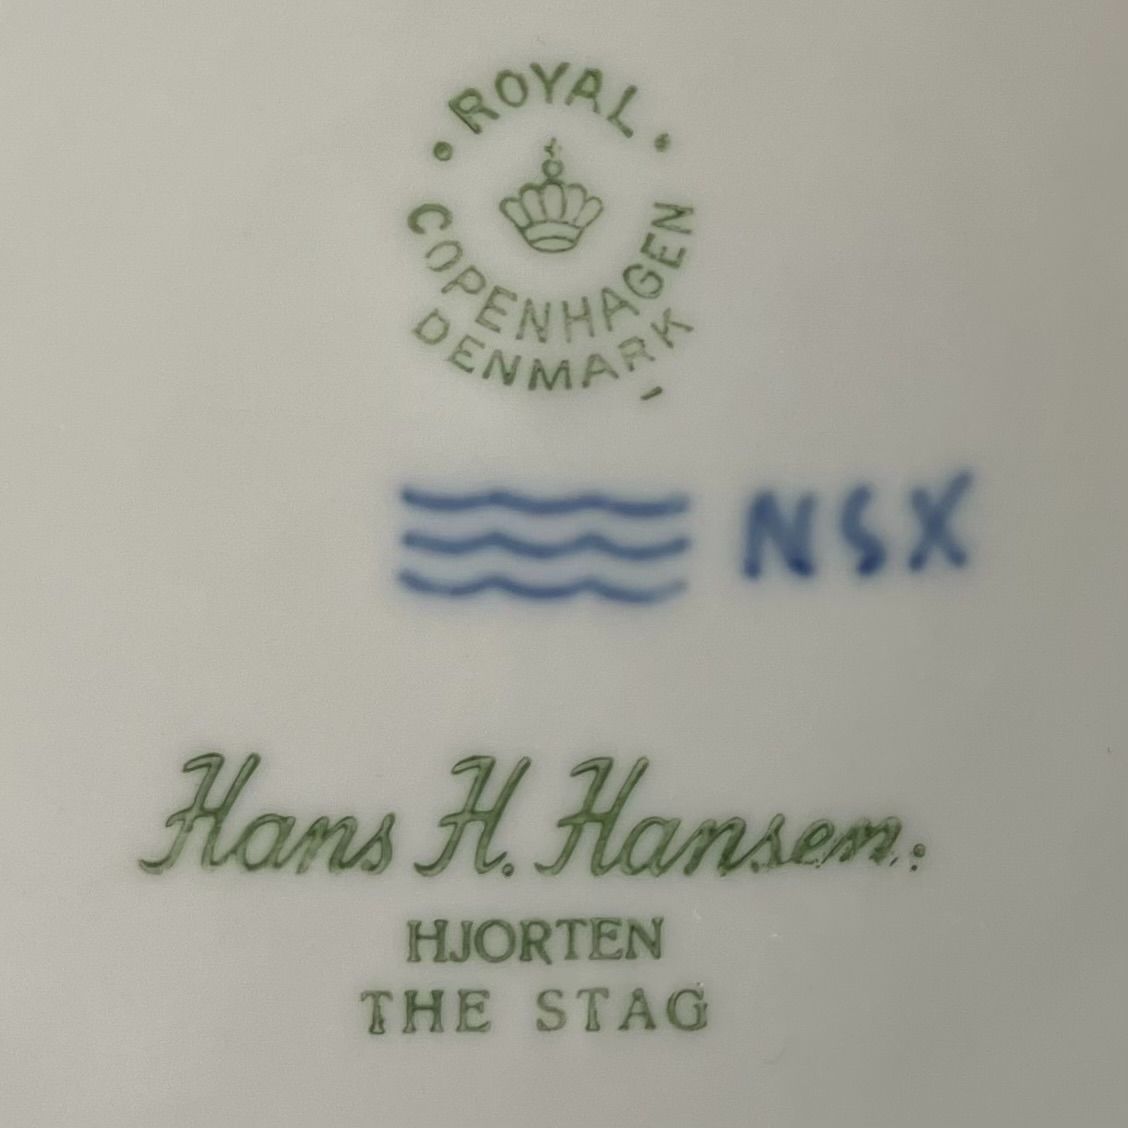 • ROYAL •
COPENHAGEN
DENMARK
NSX
Hans H. Hansen.
HJORTEN
THE STAG